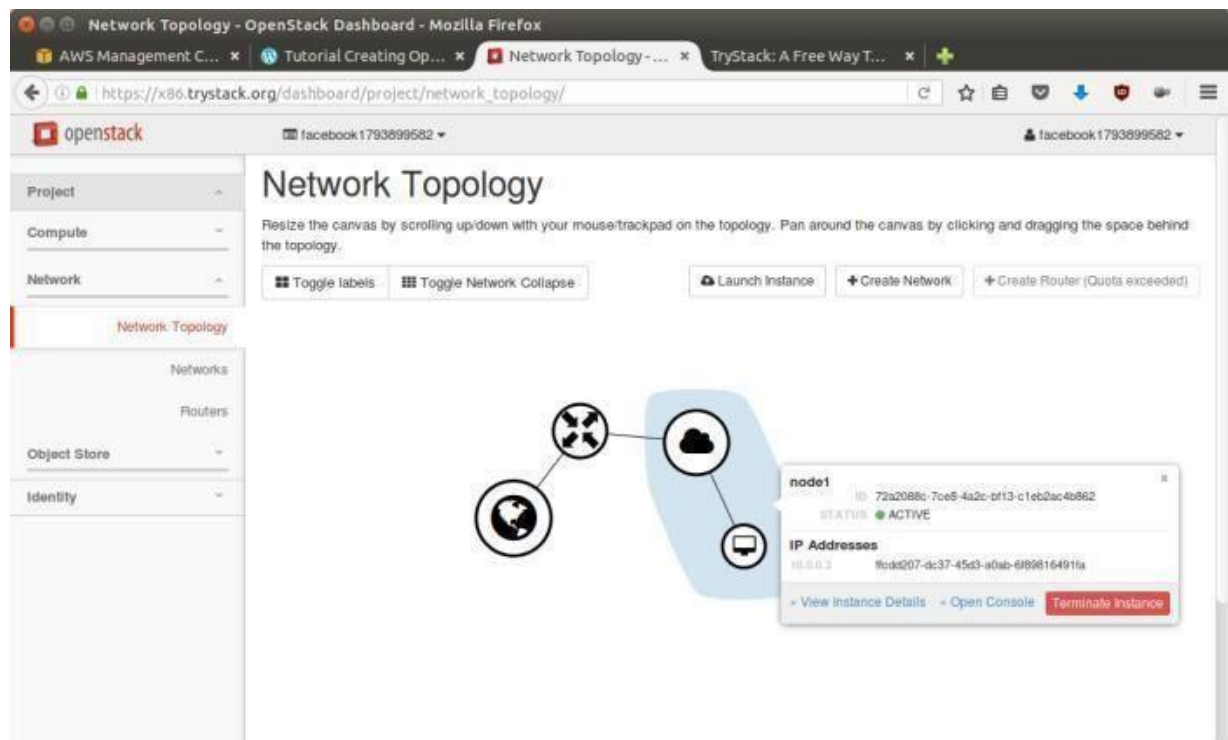 Network Topology - OpenStack Dashboard - Mozilla Firefox
AWS Management C... × Tutorial Creating Op... × Network Topology - ... × TryStack: A Free Way T... ×
https://x86.trystack.org/dashboard/project/network_topology/
openstack facebook1793899582 facebook1793899582
Project
Compute
Network
Network Topology
Networks
Routers
Object Store
Identity
Network Topology
Resize the canvas by scrolling up/down with your mouse/trackpad on the topology. Pan around the canvas by clicking and dragging the space behind
the topology.
Toggle labels Toggle Network Collapse Launch Instance +Create Network +Create Router (Quota exceeded)
node1 ×
ID 72a2088c-7ce8-4a2c-bf13-c1eb2ac4b862
STATUS ACTIVE
IP Addresses
10.0.0.3 ffcdd207-dc37-45d3-a0ab-6f89816491fa
» View Instance Details » Open Console Terminate Instance